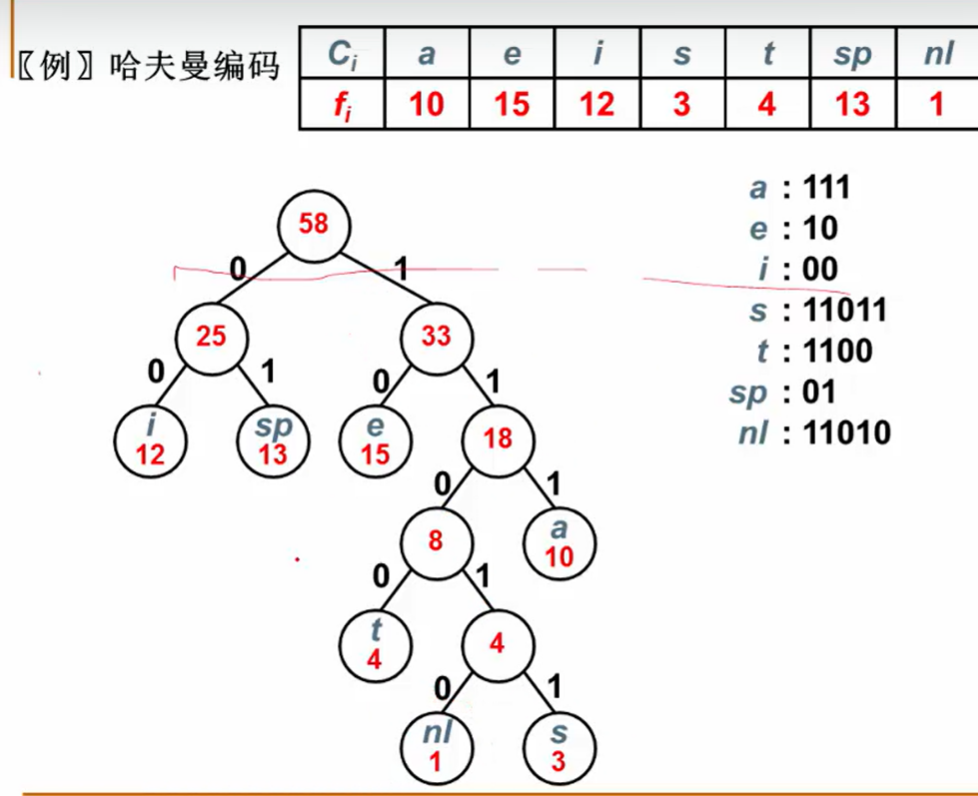 〖例〗哈夫曼编码
Ci a e i s t sp nl
fi 10 15 12 3 4 13 1
58
0 1
25 33
0 1 0 1
i sp e 18
12 13 15
0 1
8 a
10
0 1
t 4
4
0 1
nl s
1 3
a : 111
e : 10
i : 00
s : 11011
t : 1100
sp : 01
nl : 11010